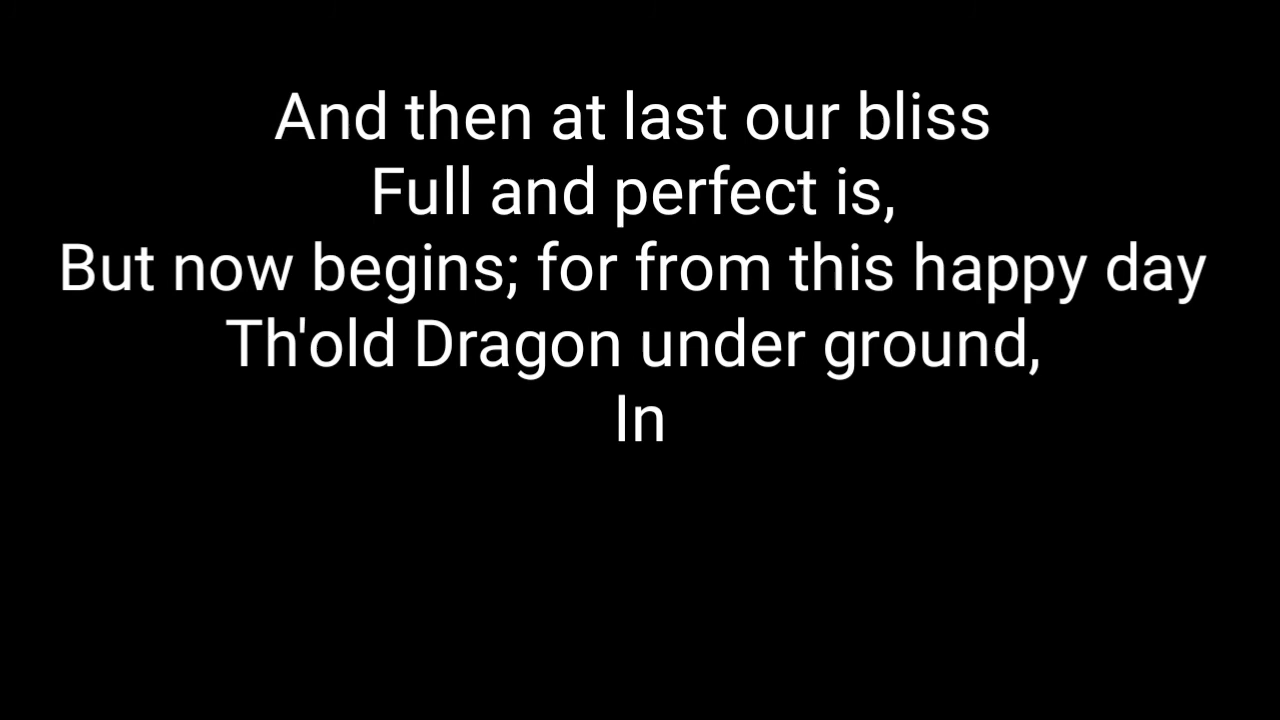 And then at last our bliss
Full and perfect is,
But now begins; for from this happy day
Th'old Dragon under ground,
In